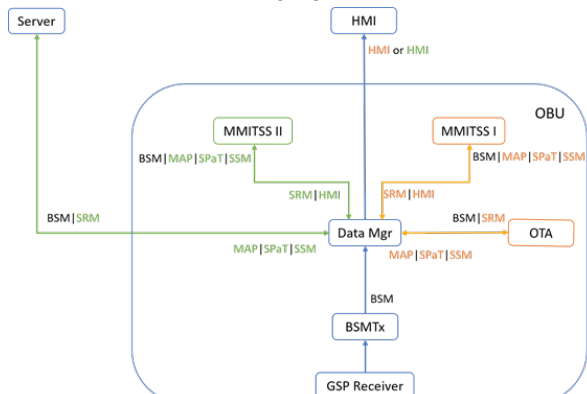 Server
HMI
HMI or HMI
OBU
MMITSS II
MMITSS I
BSM|MAP|SPaT|SSM
BSM|MAP|SPaT|SSM
SRM|HMI
SRM|HMI
BSM|SRM
BSM|SRM
Data Mgr
OTA
MAP|SPaT|SSM
MAP|SPaT|SSM
BSM
BSMTx
GSP Receiver